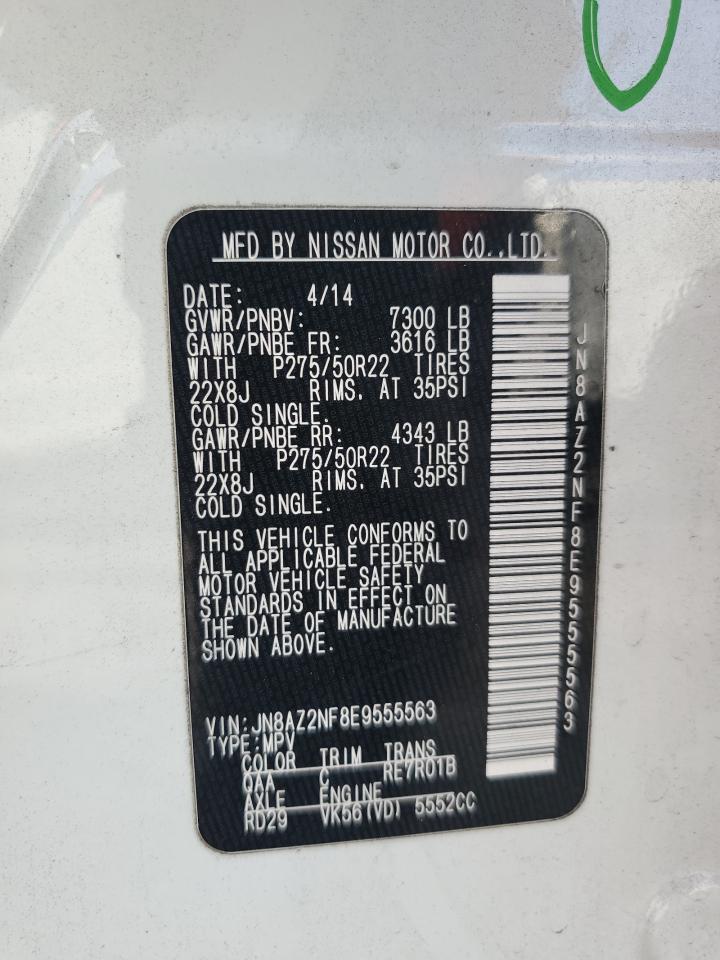 MFD BY NISSAN MOTOR CO.,LTD.
DATE: 4/14
GVWR/PNBV: 7300 LB
GAWR/PNBE FR: 3616 LB
WITH P275/50R22 TIRES
22X8J RIMS, AT 35PSI
COLD SINGLE.
GAWR/PNBE RR: 4343 LB
WITH P275/50R22 TIRES
22X8J RIMS, AT 35PSI
COLD SINGLE.
THIS VEHICLE CONFORMS TO
ALL APPLICABLE FEDERAL
MOTOR VEHICLE SAFETY
STANDARDS IN EFFECT ON
THE DATE OF MANUFACTURE
SHOWN ABOVE.
VIN:JN8AZ2NF8E9555563
TYPE:MPV
COLOR TRIM TRANS
QAA C RE7R01B
AXLE ENGINE
RD29 VK56(VD) 5552CC
JN8AZ2NF8E9555563